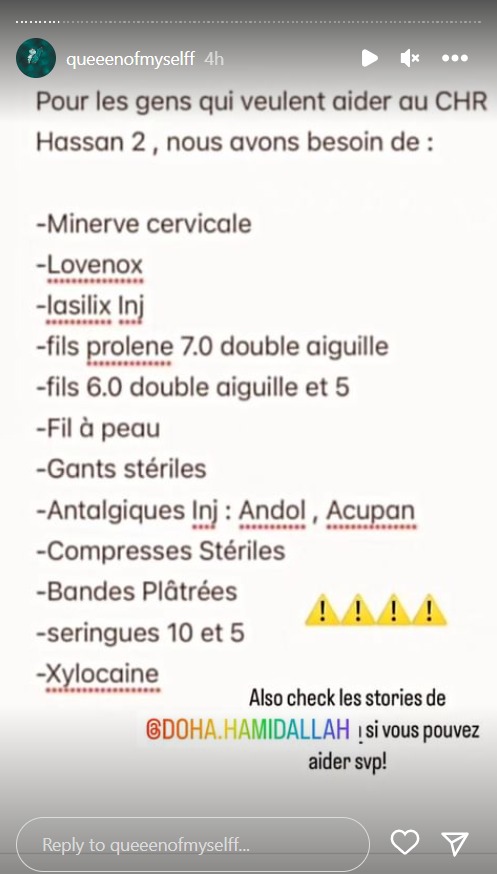 queeenofmyselff 4h
Pour les gens qui veulent aider au CHR
Hassan 2 , nous avons besoin de :
-Minerve cervicale
-Lovenox
-lasilix Inj
-fils prolene 7.0 double aiguille
-fils 6.0 double aiguille et 5
-Fil à peau
-Gants stériles
-Antalgiques Inj : Andol , Acupan
-Compresses Stériles
-Bandes Plâtrées
-seringues 10 et 5
-Xylocaine
Also check les stories de
@DOHA.HAMIDALLAH si vous pouvez
aider svp!
Reply to queeenofmyselff...